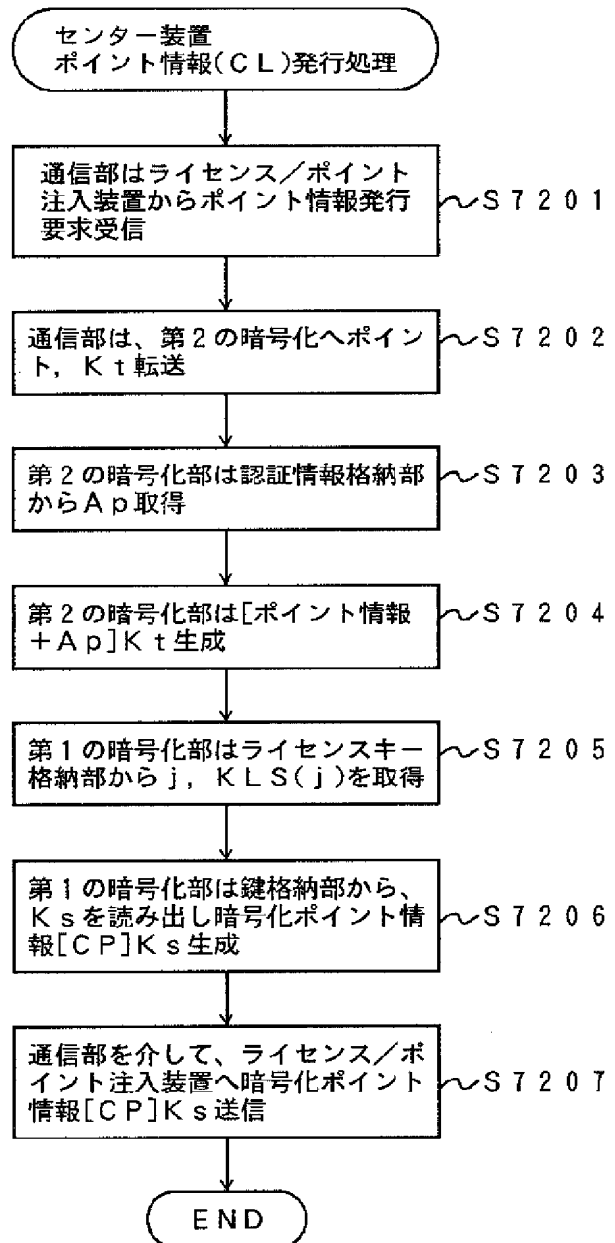 センター装置
ポイント情報(CL)発行処理
通信部はライセンス／ポイント
注入装置からポイント情報発行
要求受信
S7201
通信部は、第2の暗号化へポイン
ト，Kt転送
S7202
第2の暗号化部は認証情報格納部
からAp取得
S7203
第2の暗号化部は[ポイント情報
＋Ap]Kt生成
S7204
第1の暗号化部はライセンスキー
格納部からj，KLS(j)を取得
S7205
第1の暗号化部は鍵格納部から、
Ksを読み出し暗号化ポイント情
報[CP]Ks生成
S7206
通信部を介して、ライセンス／ポ
イント注入装置へ暗号化ポイント
情報[CP]Ks送信
S7207
END